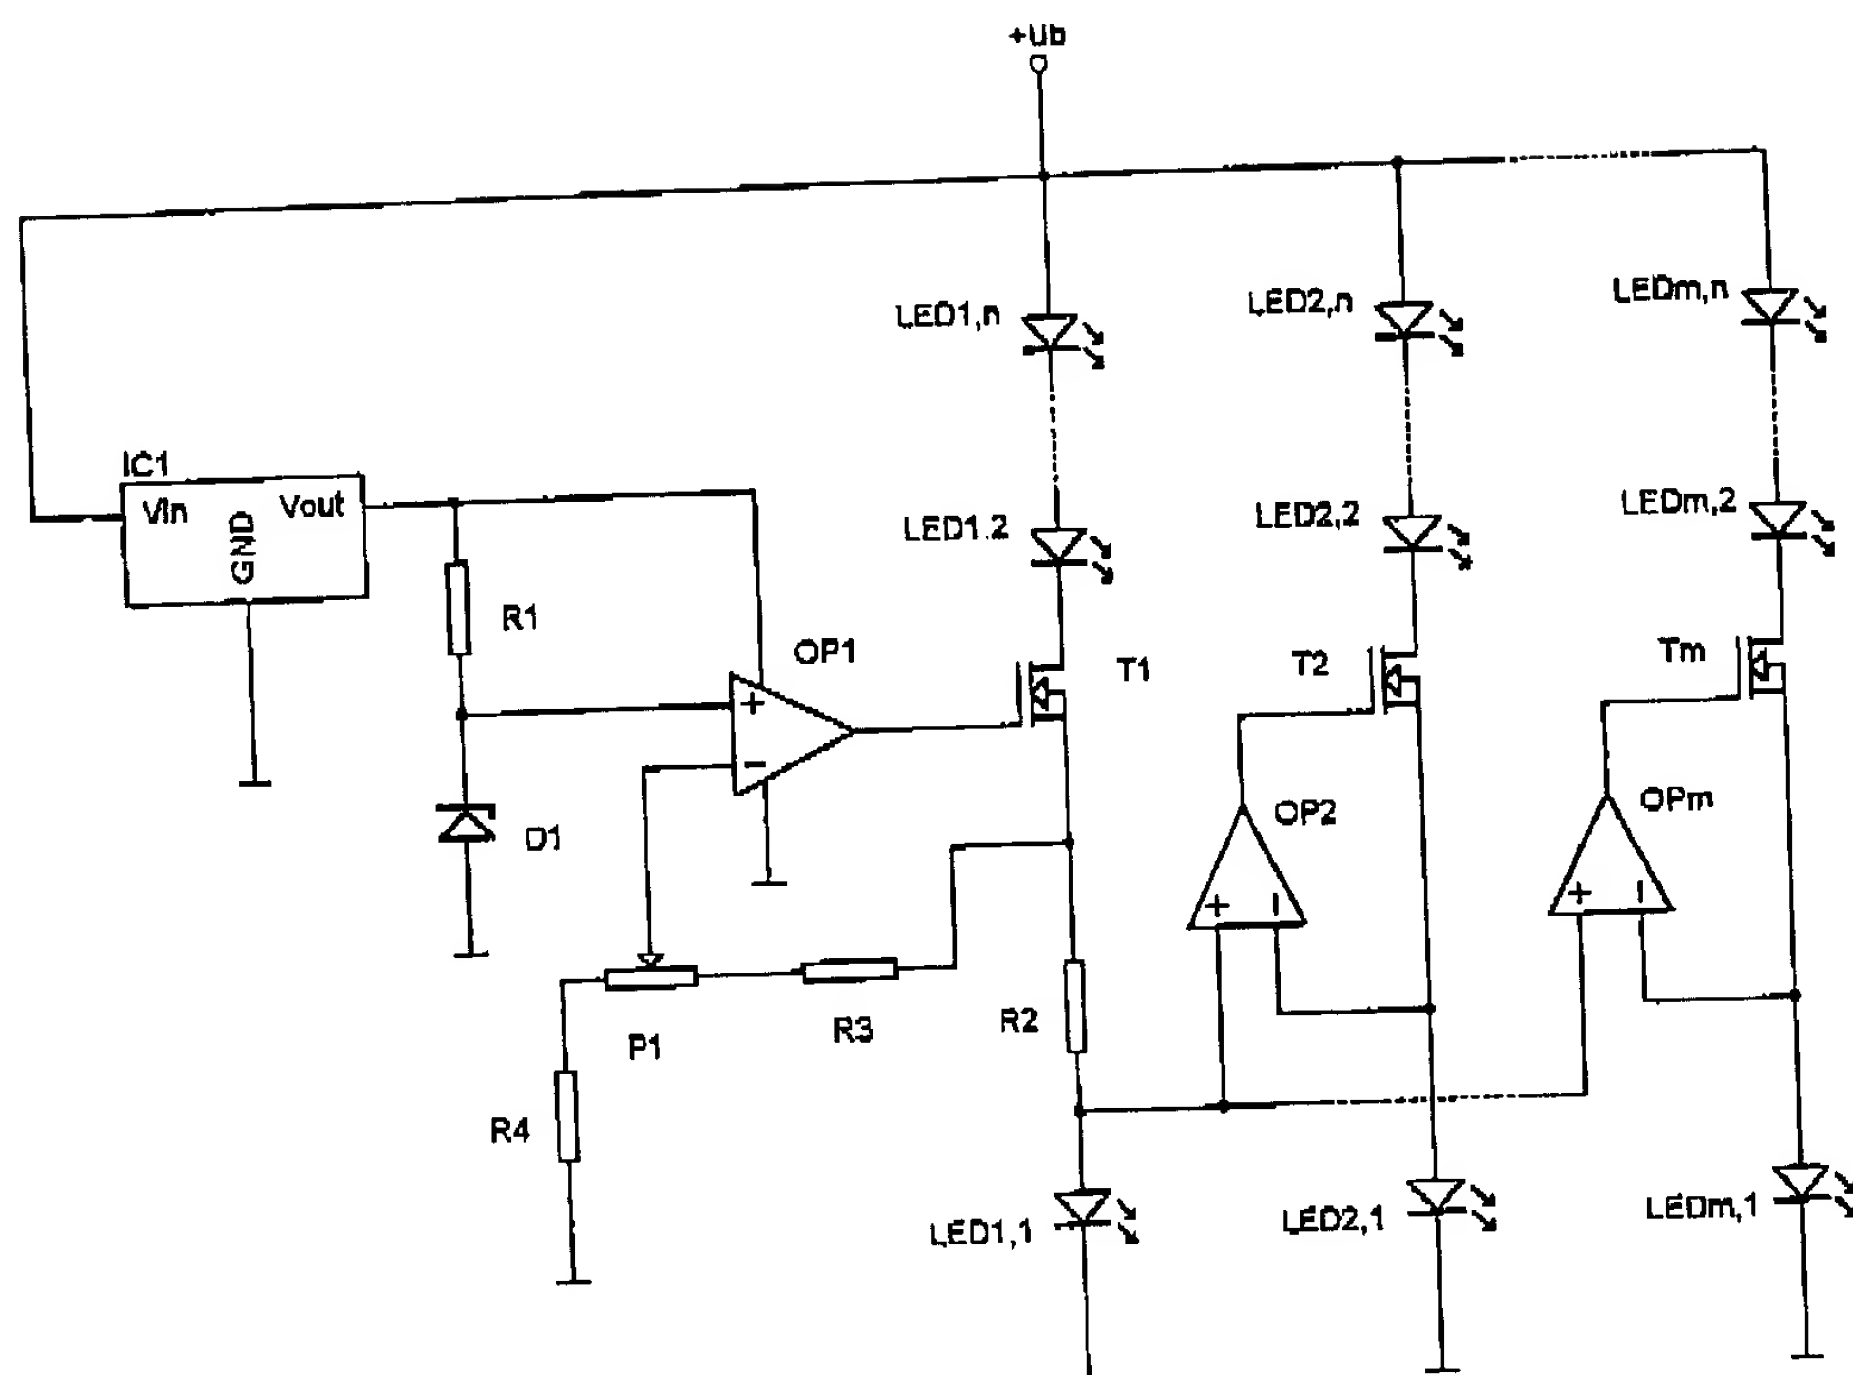 +Ub
LED1,n
LED2,n
LEDm,n
IC1
Vin
Vout
GND
LED1.2
LED2,2
LEDm,2
R1
OP1
T1
T2
Tm
+
-
D1
OP2
OPm
+
-
+
-
P1
R3
R2
R4
LED1,1
LED2,1
LEDm,1